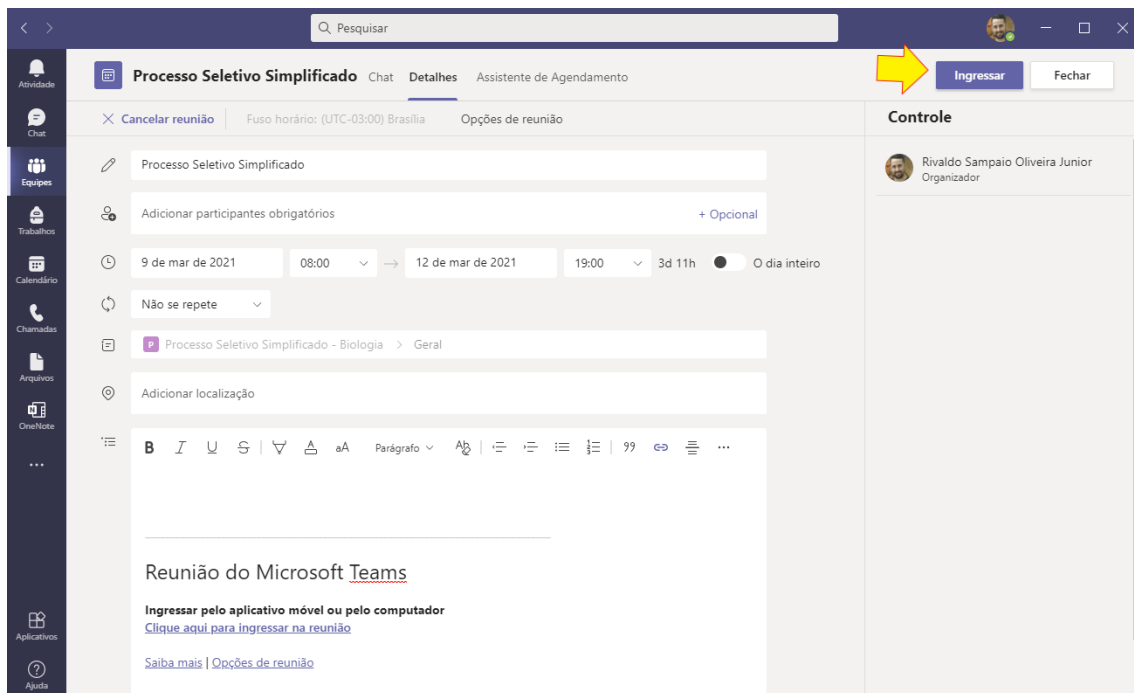 Pesquisar
Atividade
Chat
Equipes
Trabalhos
Calendário
Chamadas
Arquivos
OneNote
Aplicativos
Ajuda
Processo Seletivo Simplificado Chat Detalhes Assistente de Agendamento
Ingressar Fechar
Cancelar reunião Fuso horário: (UTC-03:00) Brasília Opções de reunião
Processo Seletivo Simplificado
Adicionar participantes obrigatórios + Opcional
9 de mar de 2021 08:00 → 12 de mar de 2021 19:00 3d 11h O dia inteiro
Não se repete
P Processo Seletivo Simplificado - Biologia > Geral
Adicionar localização
B I U S A aA Parágrafo
Reunião do Microsoft Teams
Ingressar pelo aplicativo móvel ou pelo computador
Clique aqui para ingressar na reunião
Saiba mais | Opções de reunião
Controle
Rivaldo Sampaio Oliveira Junior
Organizador